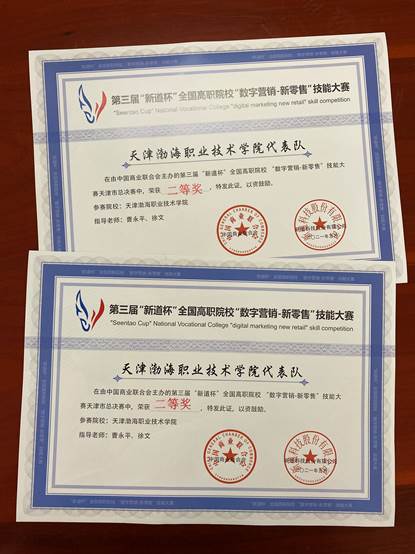 第三届"新道杯"全国高职院校"数字营销-新零售"技能大赛
"Seentao Cup" National Vocational College "digital marketing new retail" skill competition
天津渤海职业技术学院代表队
在由中国商业联合会主办的第三届"新道杯"全国高职院校 "数字营销-新零售" 技能大
赛天津市总决赛中，荣获 二等奖 ，特发此证，以资鼓励。
参赛院校：天津渤海职业技术学院
指导老师：曹永平、徐文
第三届"新道杯"全国高职院校"数字营销-新零售"技能大赛
"Seentao Cup" National Vocational College "digital marketing new retail" skill competition
天津渤海职业技术学院代表队
在由中国商业联合会主办的第三届"新道杯"全国高职院校 "数字营销-新零售" 技能大
赛天津市总决赛中，荣获 二等奖 ，特发此证，以资鼓励。
参赛院校：天津渤海职业技术学院
指导老师：曹永平、徐文